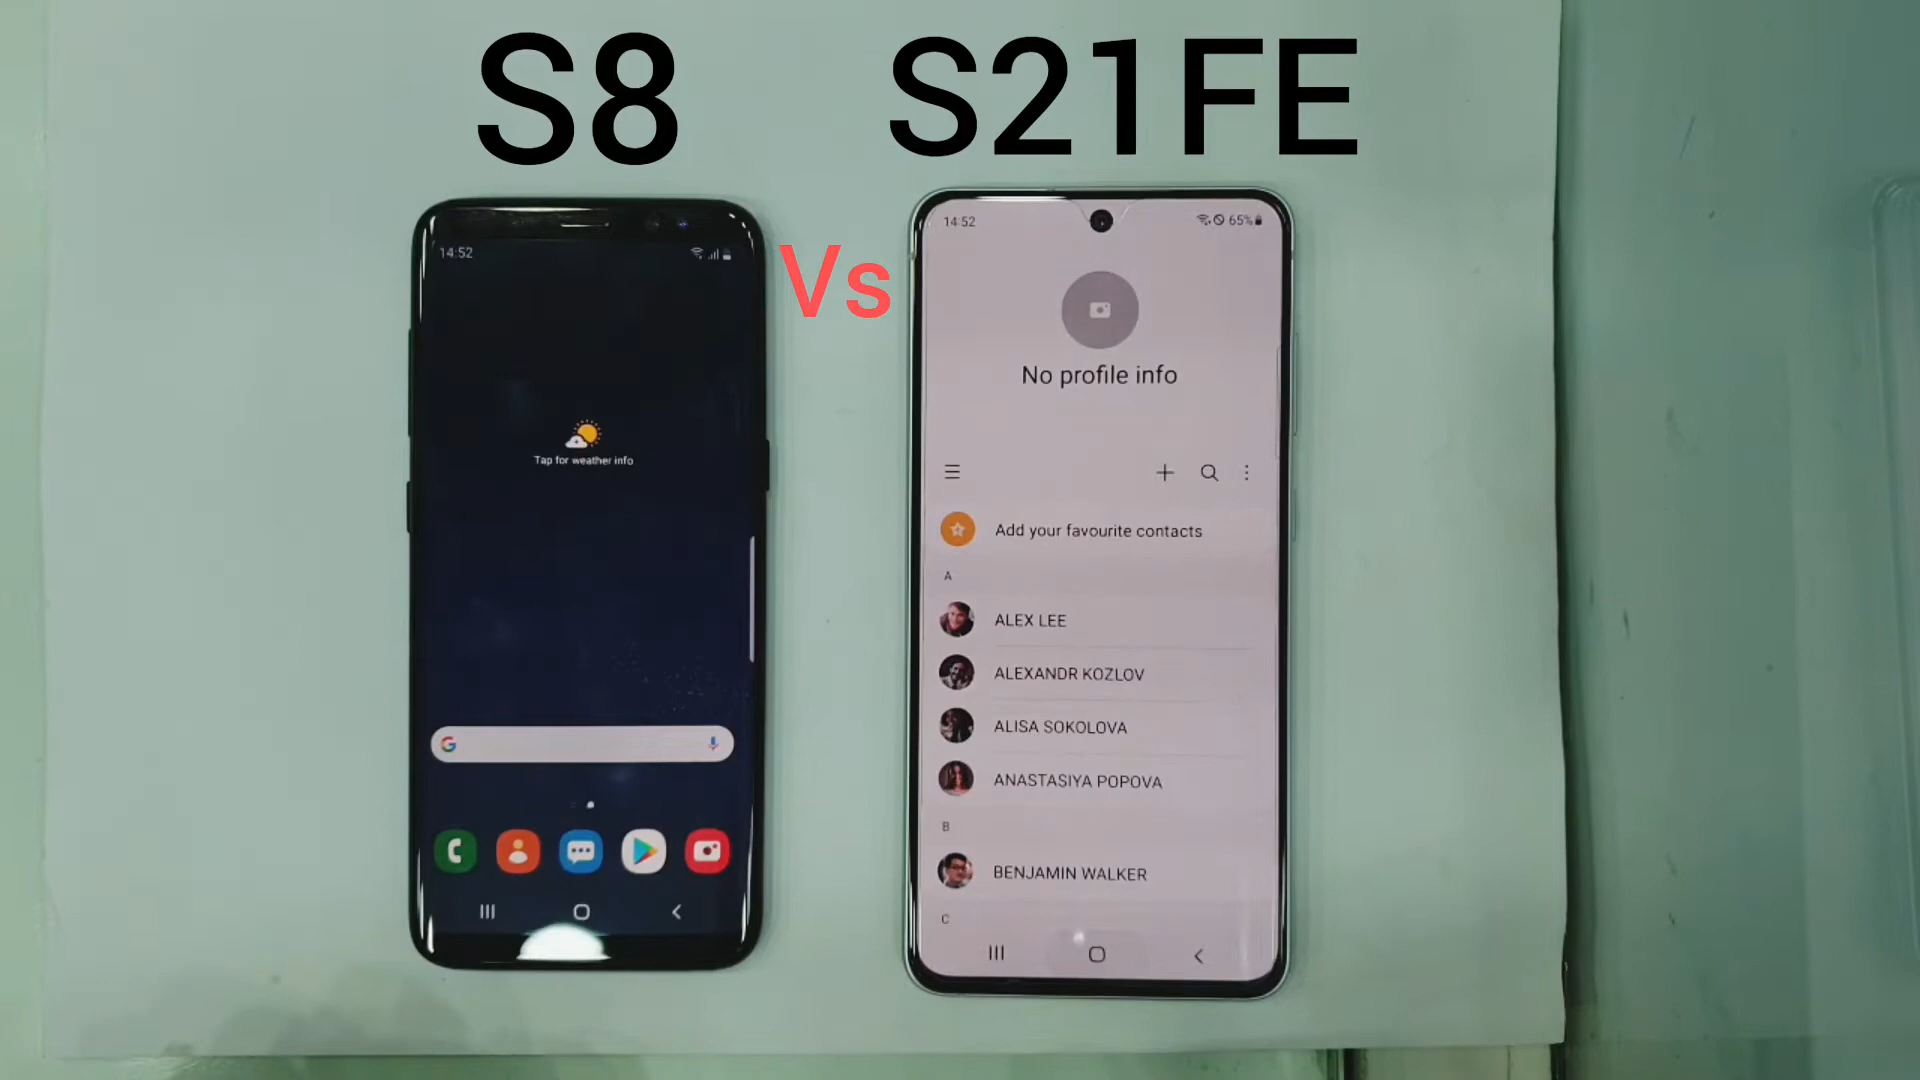 S8
Vs
S21FE
14:52
Tap for weather info
14:52
65%
No profile info
Add your favourite contacts
A
ALEX LEE
ALEXANDR KOZLOV
ALISA SOKOLOVA
ANASTASIYA POPOVA
B
BENJAMIN WALKER
C